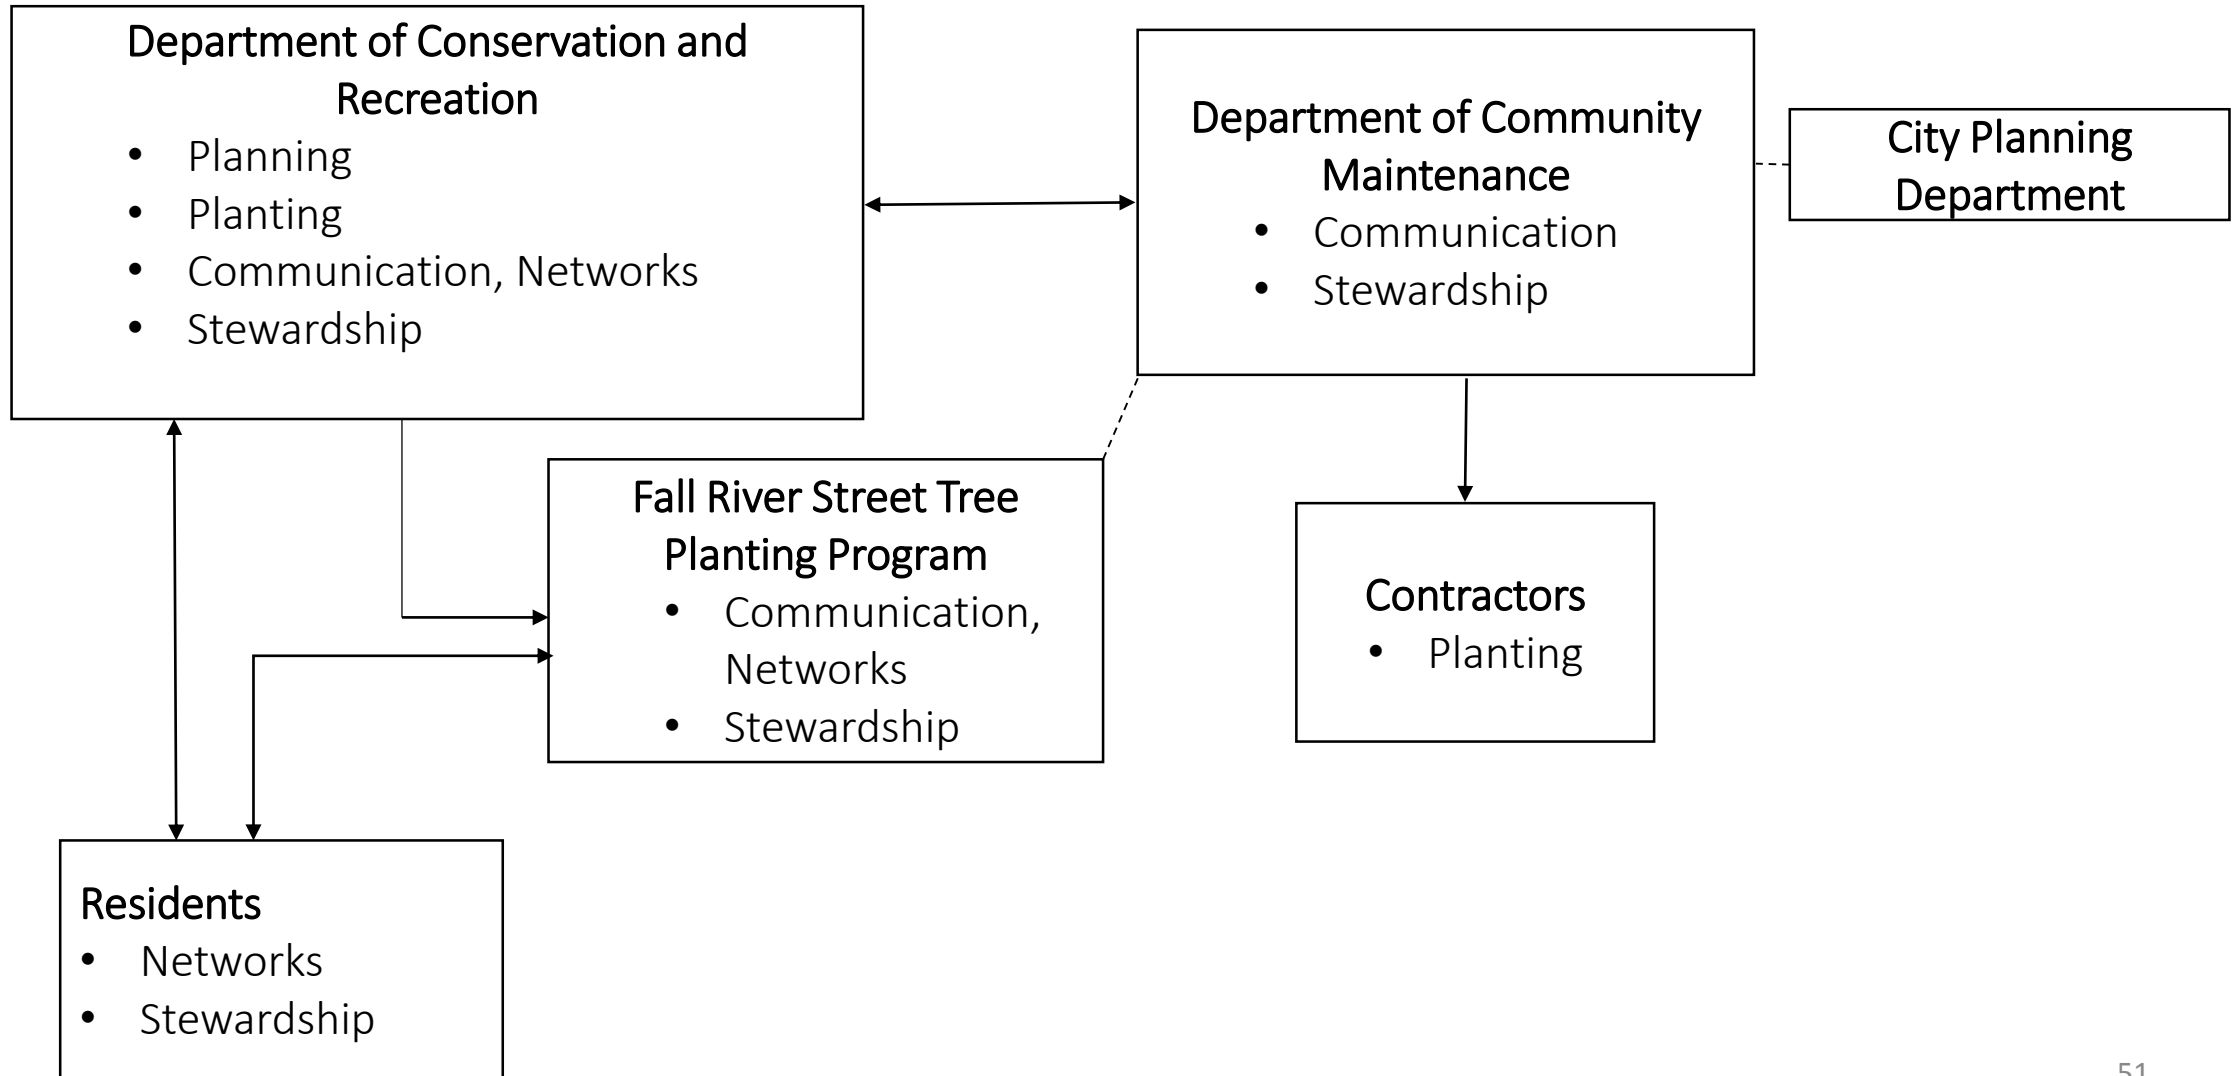 Department of Conservation and
Recreation
• Planning
• Planting
• Communication, Networks
• Stewardship
Department of Community
Maintenance
• Communication
• Stewardship
City Planning
Department
Fall River Street Tree
Planting Program
• Communication,
Networks
• Stewardship
Contractors
• Planting
Residents
• Networks
• Stewardship
51